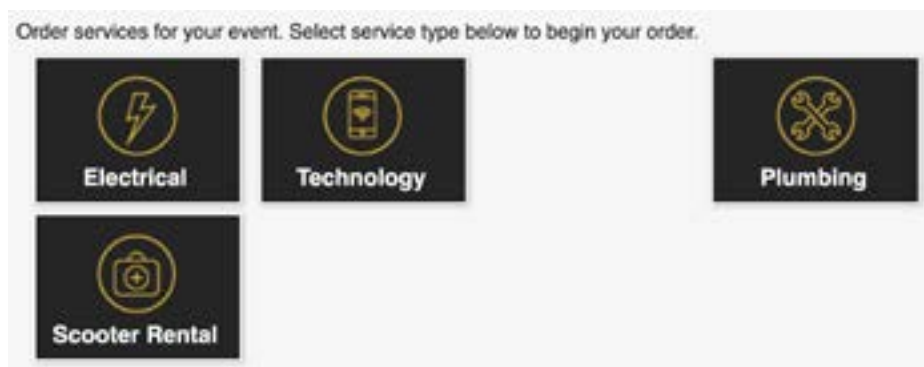 Order services for your event. Select service type below to begin your order.
Electrical
Technology
Plumbing
Scooter Rental